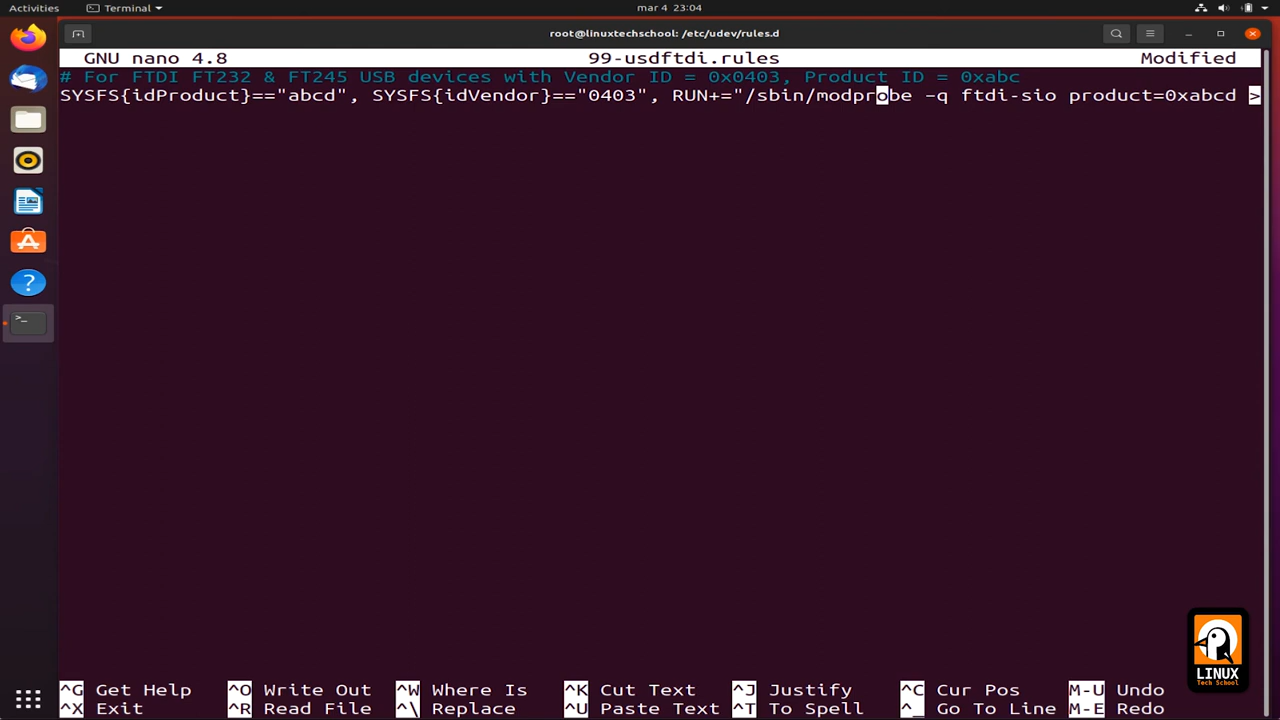 Activities Terminal mar 4 23:04
root@linuxtechschool: /etc/udev/rules.d
GNU nano 4.8 99-usdftdi.rules Modified
# For FTDI FT232 & FT245 USB devices with Vendor ID = 0x0403, Product ID = 0xabc
SYSFS{idProduct}=="abcd", SYSFS{idVendor}=="0403", RUN+="/sbin/modprobe -q ftdi-sio product=0xabcd >
^G Get Help ^O Write Out ^W Where Is ^K Cut Text ^J Justify ^C Cur Pos M-U Undo
^X Exit ^R Read File ^\ Replace ^U Paste Text ^T To Spell ^_ Go To Line M-E Redo
LINUX
Tech School